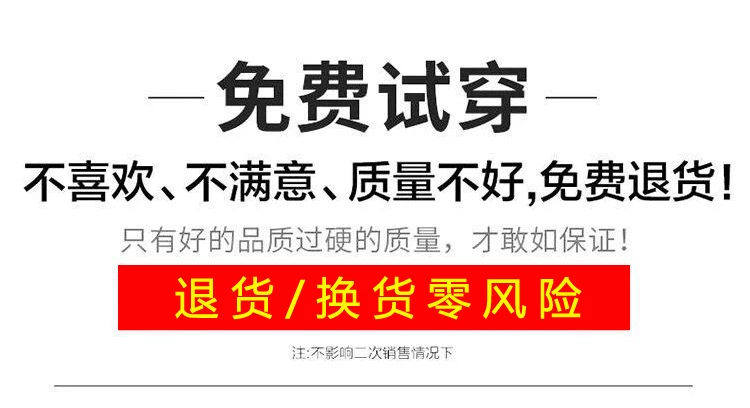 免费试穿
不喜欢、不满意、质量不好,免费退货!
只有好的品质过硬的质量，才敢如保证!
退货/换货零风险
注:不影响二次销售情况下